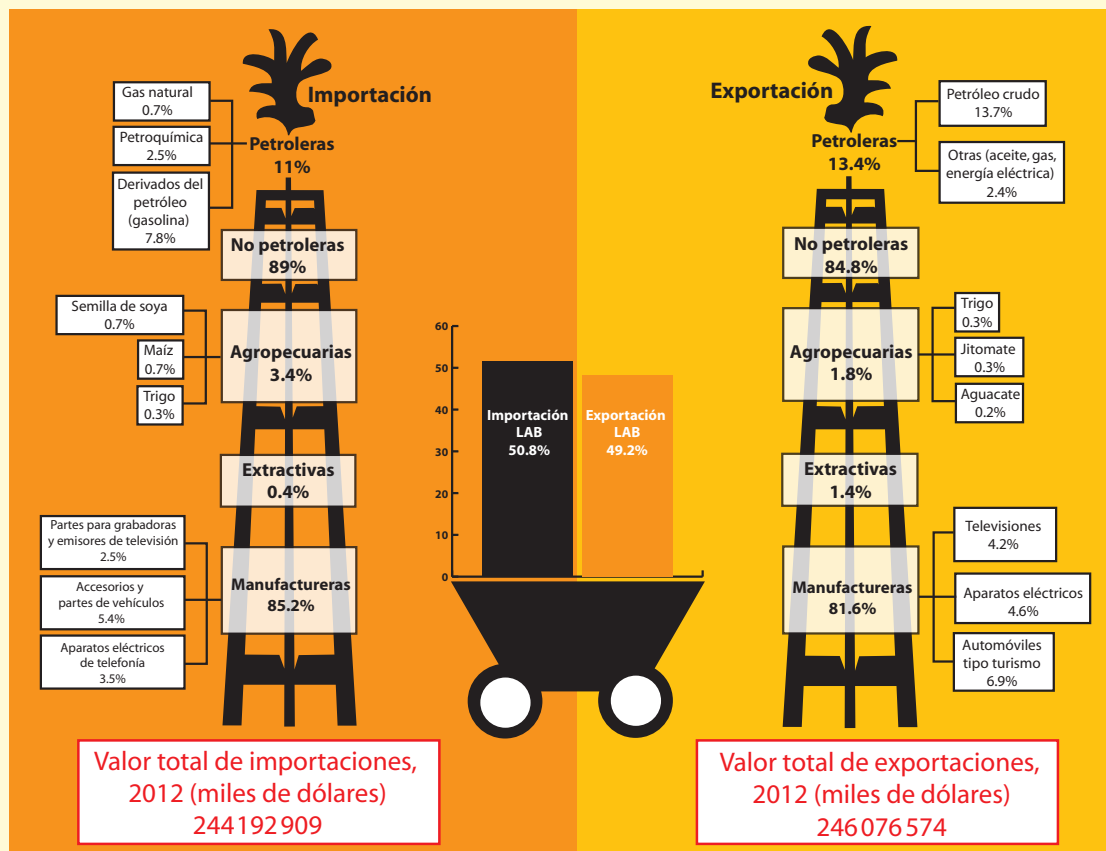 Importación
Gas natural
0.7%
Petroquímica
2.5%
Derivados del
petróleo
(gasolina)
7.8%
Petroleras
11%
No petroleras
89%
Semilla de soya
0.7%
Maíz
0.7%
Trigo
0.3%
Agropecuarias
3.4%
Extractivas
0.4%
Partes para grabadoras
y emisores de televisión
2.5%
Accesorios y
partes de vehículos
5.4%
Aparatos eléctricos
de telefonía
3.5%
Manufactureras
85.2%
Valor total de importaciones,
2012 (miles de dólares)
244192909
60
50
40
30
20
10
0
Importación
LAB
50.8%
Exportación
LAB
49.2%
Exportación
Petroleras
13.4%
Petróleo crudo
13.7%
Otras (aceite, gas,
energía eléctrica)
2.4%
No petroleras
84.8%
Agropecuarias
1.8%
Trigo
0.3%
Jitomate
0.3%
Aguacate
0.2%
Extractivas
1.4%
Manufactureras
81.6%
Televisiones
4.2%
Aparatos eléctricos
4.6%
Automóviles
tipo turismo
6.9%
Valor total de exportaciones,
2012 (miles de dólares)
246076574